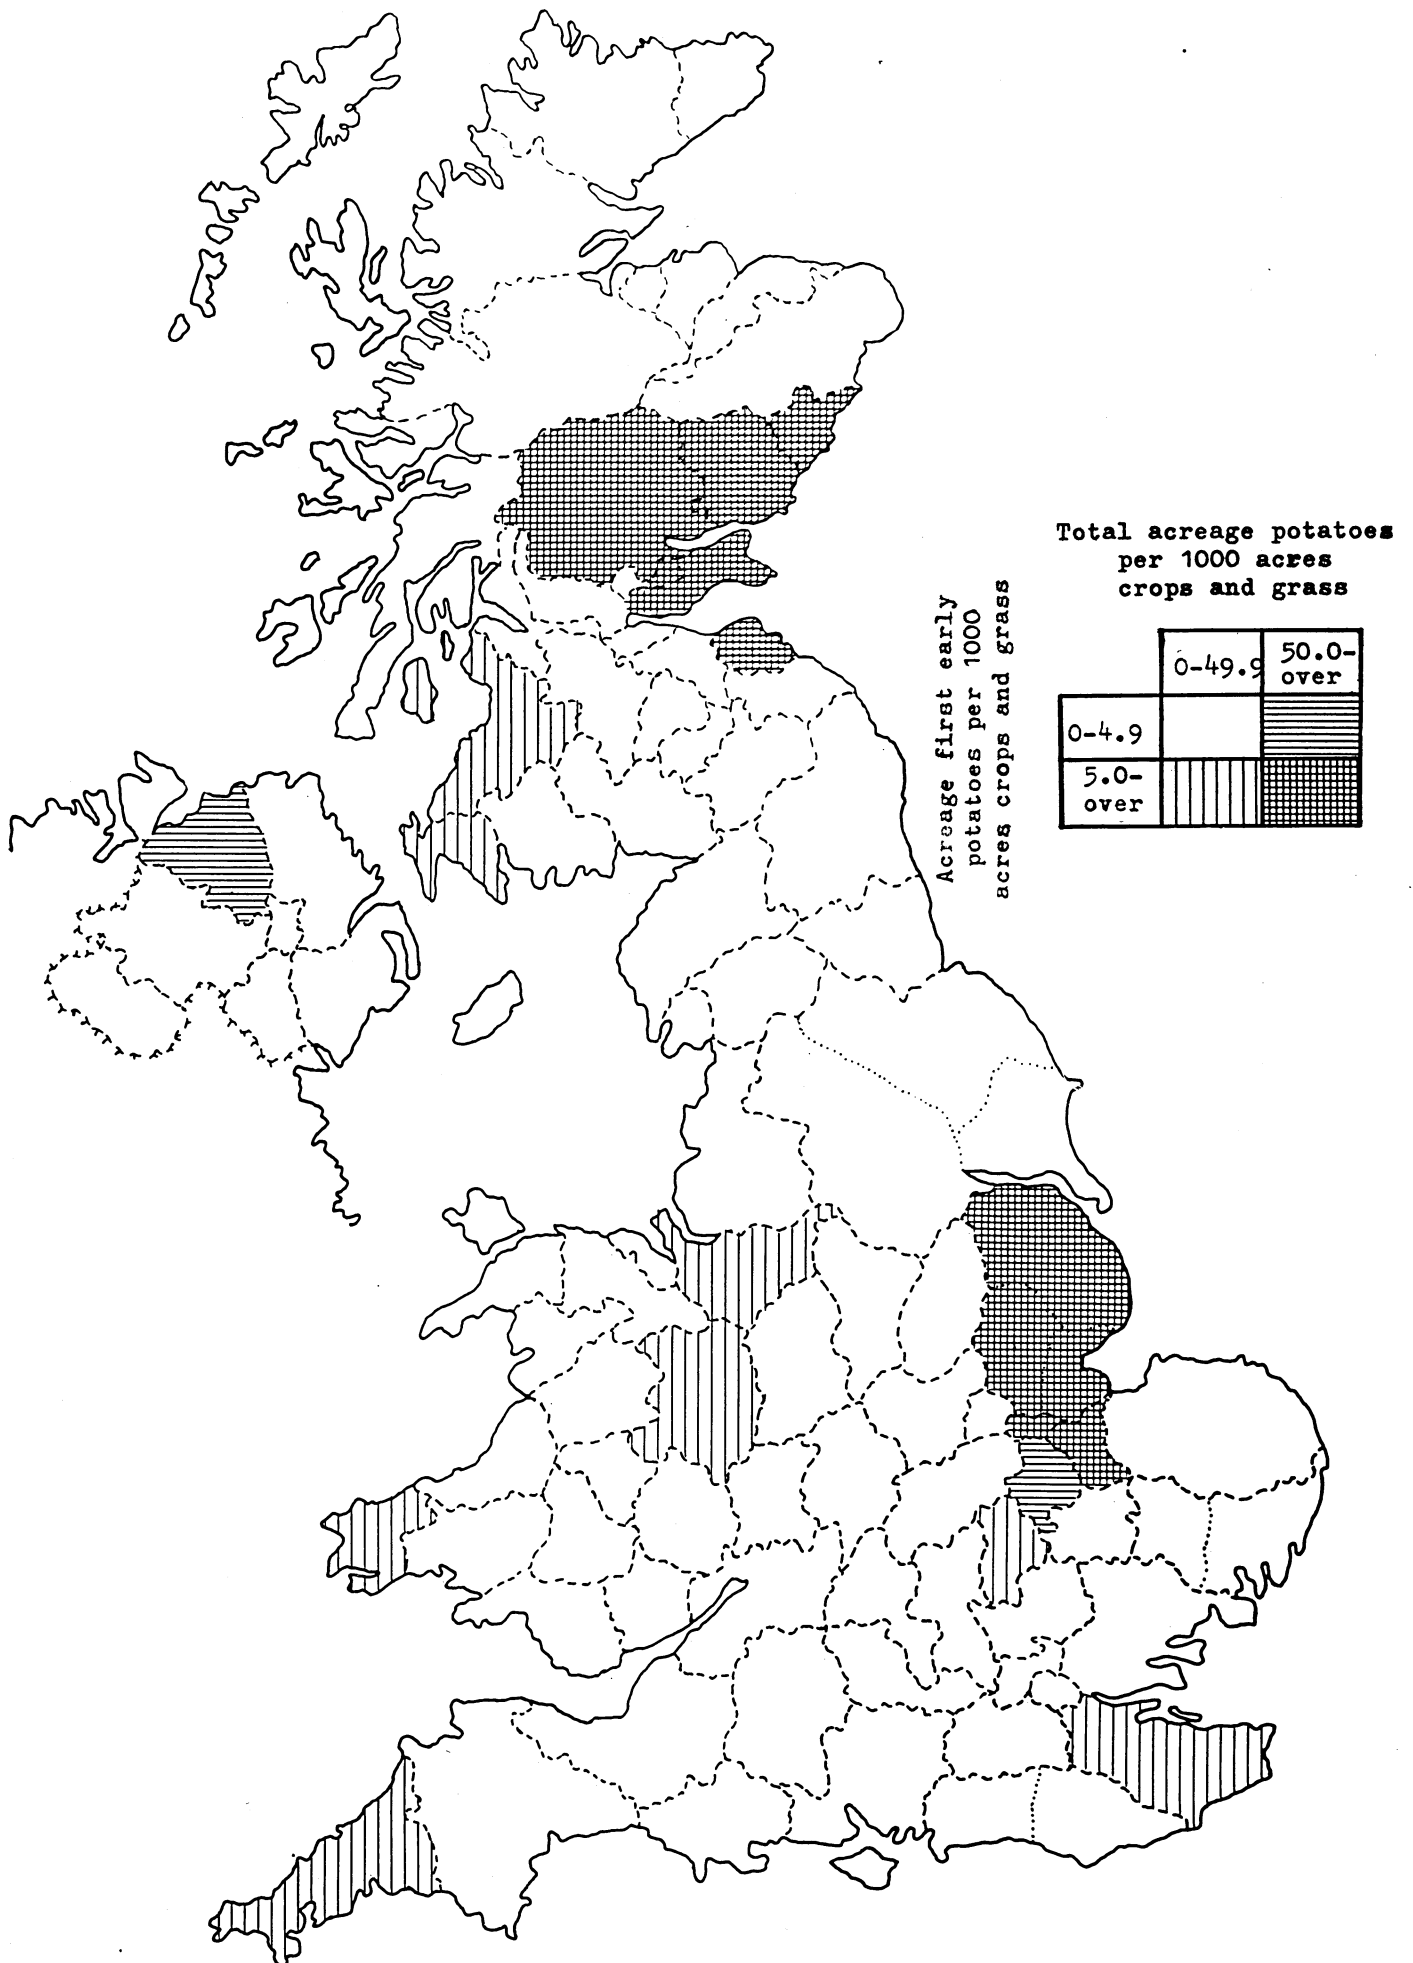 Total acreage potatoes
per 1000 acres
crops and grass
Acreage first early
potatoes per 1000
acres crops and grass
0-49.9
50.0-
over
0-4.9
5.0-
over